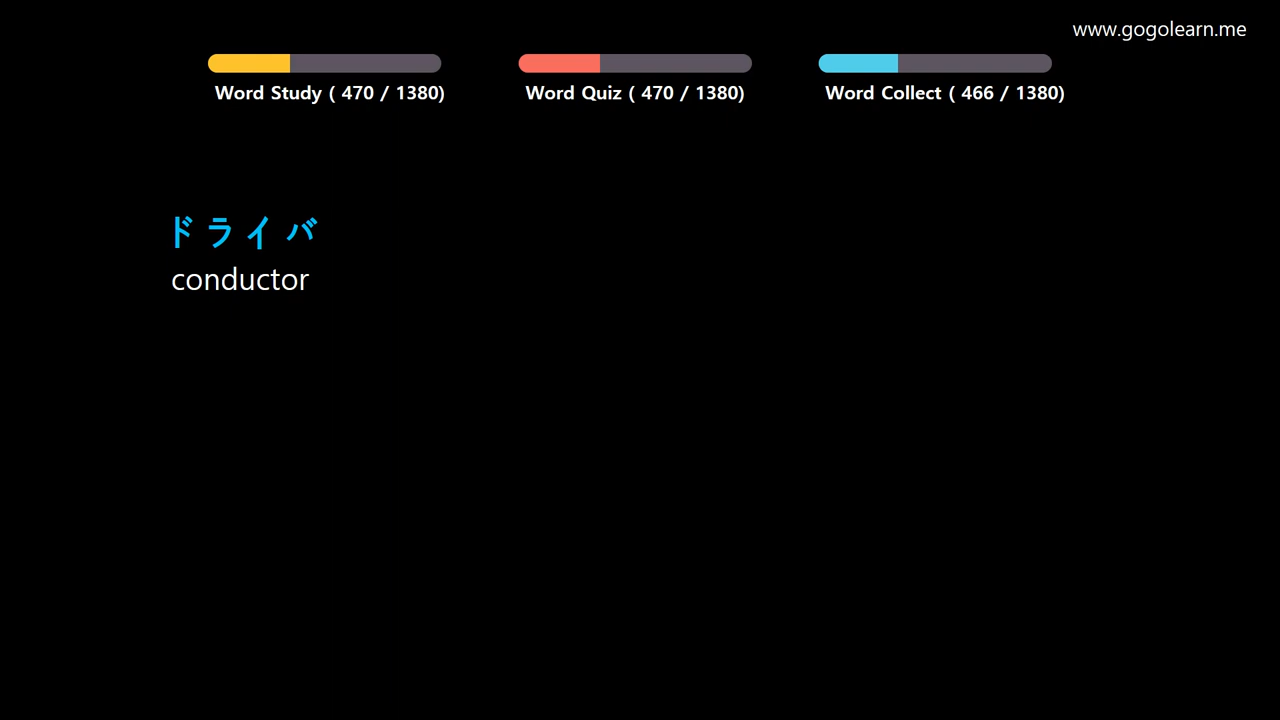 www.gogolearn.me
Word Study ( 470 / 1380)
Word Quiz ( 470 / 1380)
Word Collect ( 466 / 1380)
ドライバ
conductor